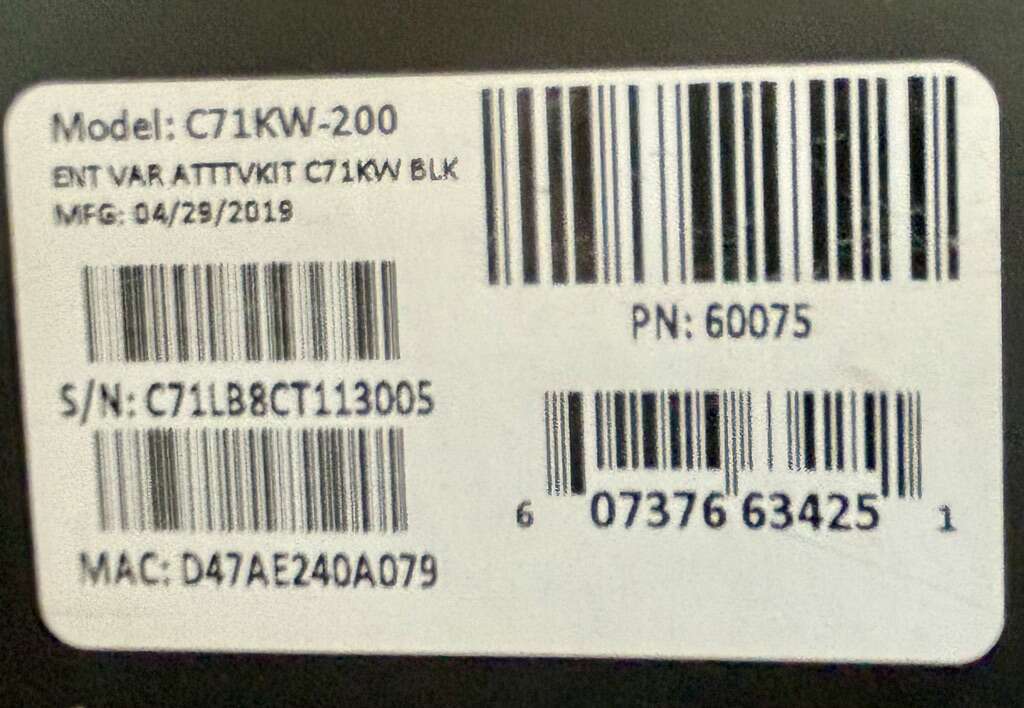 Model: C71KW-200
ENT VAR ATTTVKIT C71KW BLK
MFG: 04/29/2019
S/N: C71LB8CT113005
MAC: D47AE240A079
PN: 60075
6 07376 63425 1